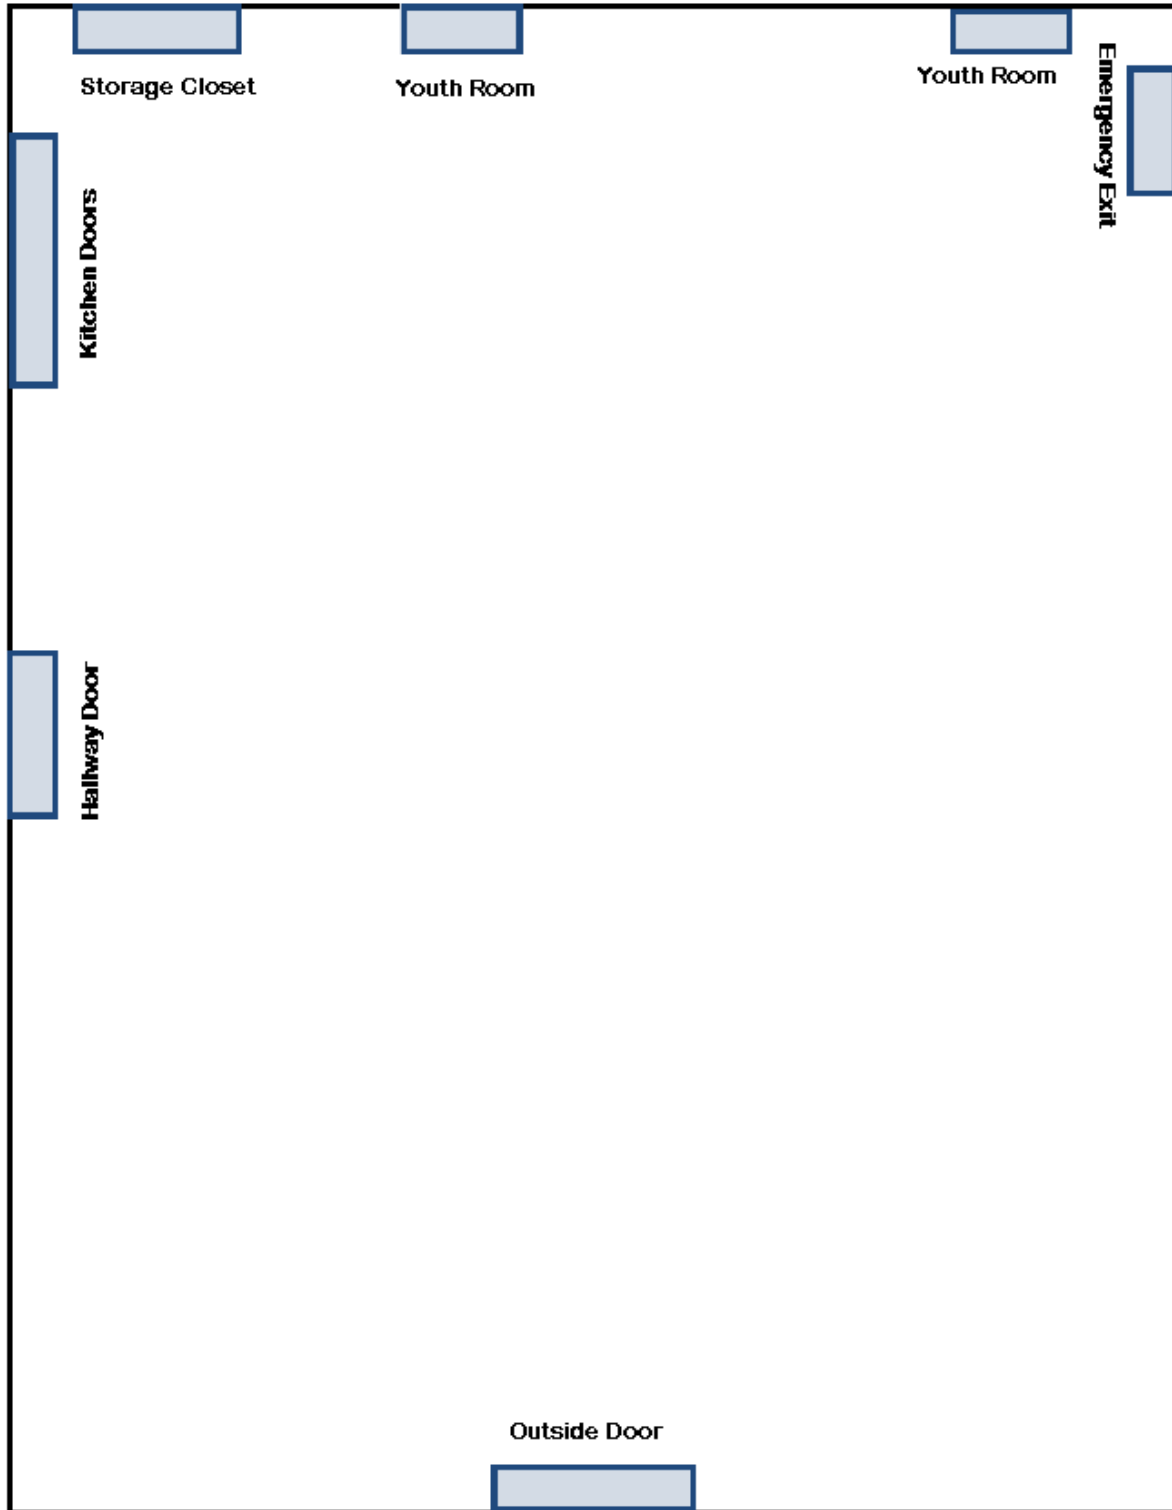 Storage Closet
Youth Room
Youth Room
Emergency Exit
Kitchen Doors
Hallway Door
Outside Door